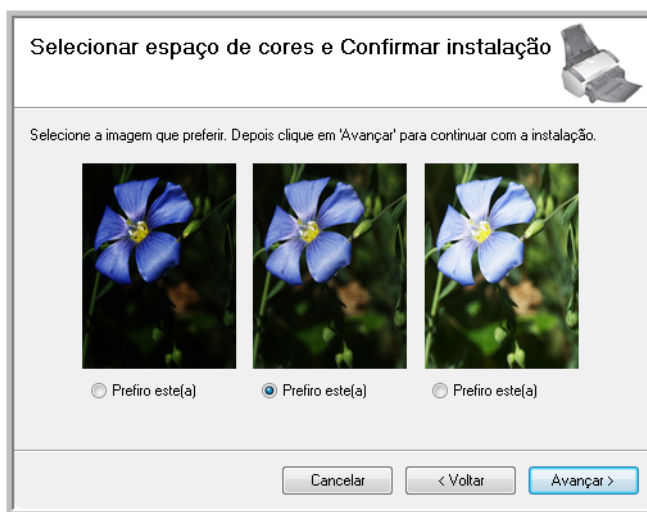 Selecionar espaço de cores e Confirmar instalação
Selecione a imagem que preferir. Depois clique em 'Avançar' para continuar com a instalação.
Prefiro este(a)
Prefiro este(a)
Prefiro este(a)
Cancelar
< Voltar
Avançar >